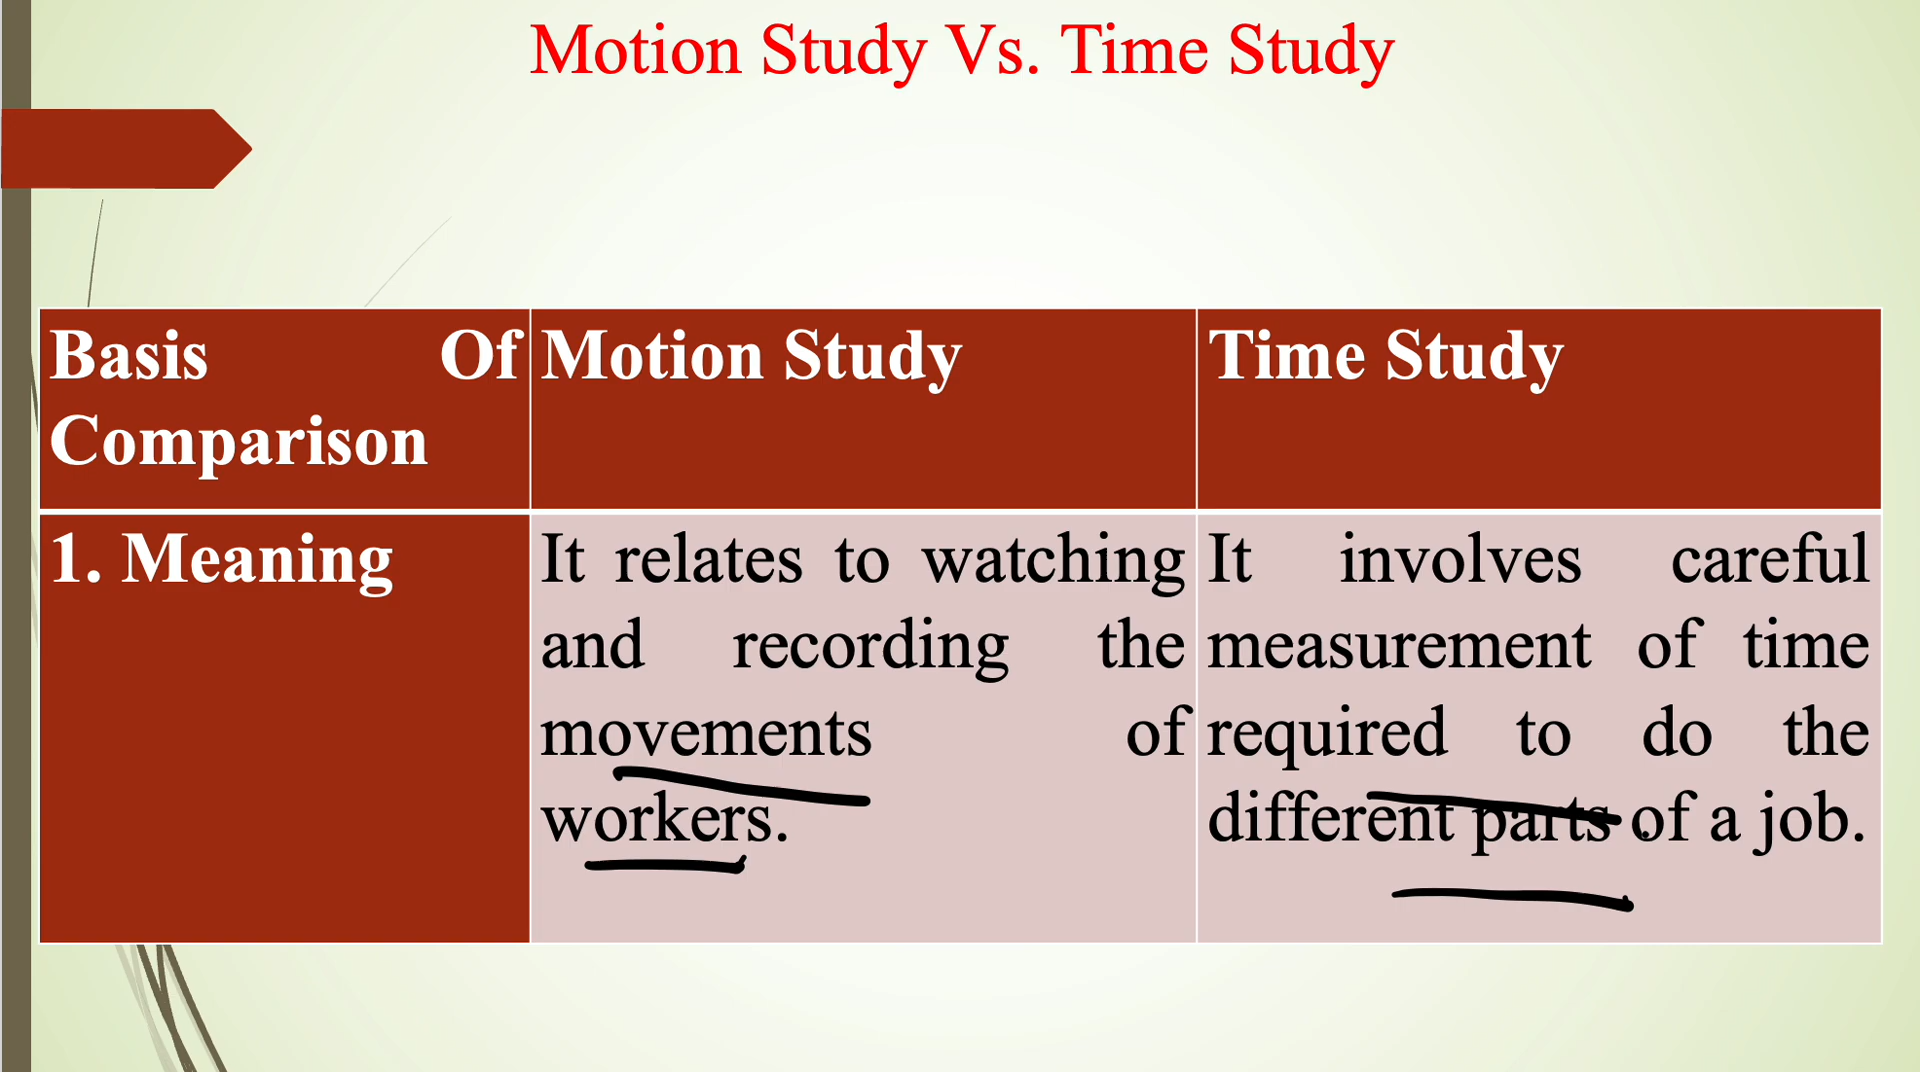 Motion Study Vs. Time Study
Basis Of
Comparison
Motion Study
Time Study
1. Meaning
It relates to watching
and recording the
movements of
workers.
It involves careful
measurement of time
required to do the
different parts of a job.